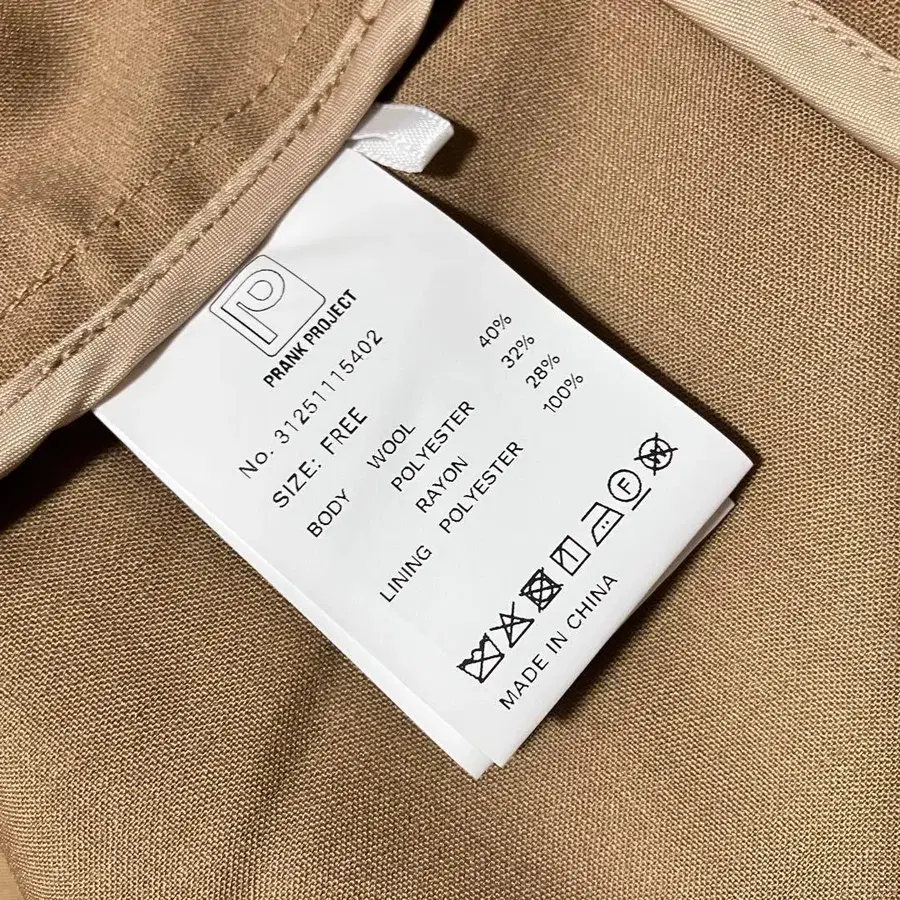 PRANK PROJECT
No. 31251115402
SIZE: FREE
BODY WOOL 40%
POLYESTER 32%
RAYON 28%
LINING POLYESTER 100%
F W
MADE IN CHINA